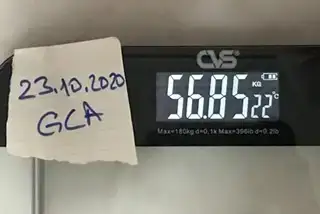 23.10.2020
GCA
CVS
56.85 KG
22°C
Max=180kg d=0.1k Max=396lb d=0.2lb